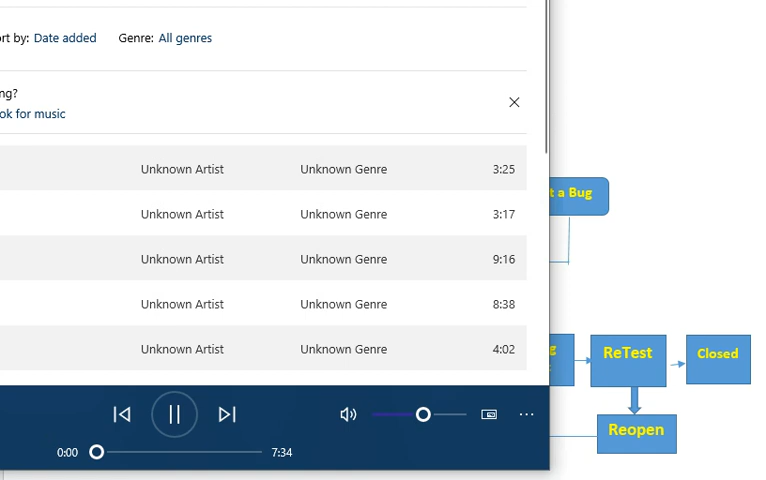 rt by: Date added Genre: All genres
ng?
ok for music
Unknown Artist Unknown Genre 3:25
Unknown Artist Unknown Genre 3:17
Unknown Artist Unknown Genre 9:16
Unknown Artist Unknown Genre 8:38
Unknown Artist Unknown Genre 4:02
0:00 7:34
t a Bug
g ReTest Closed
Reopen